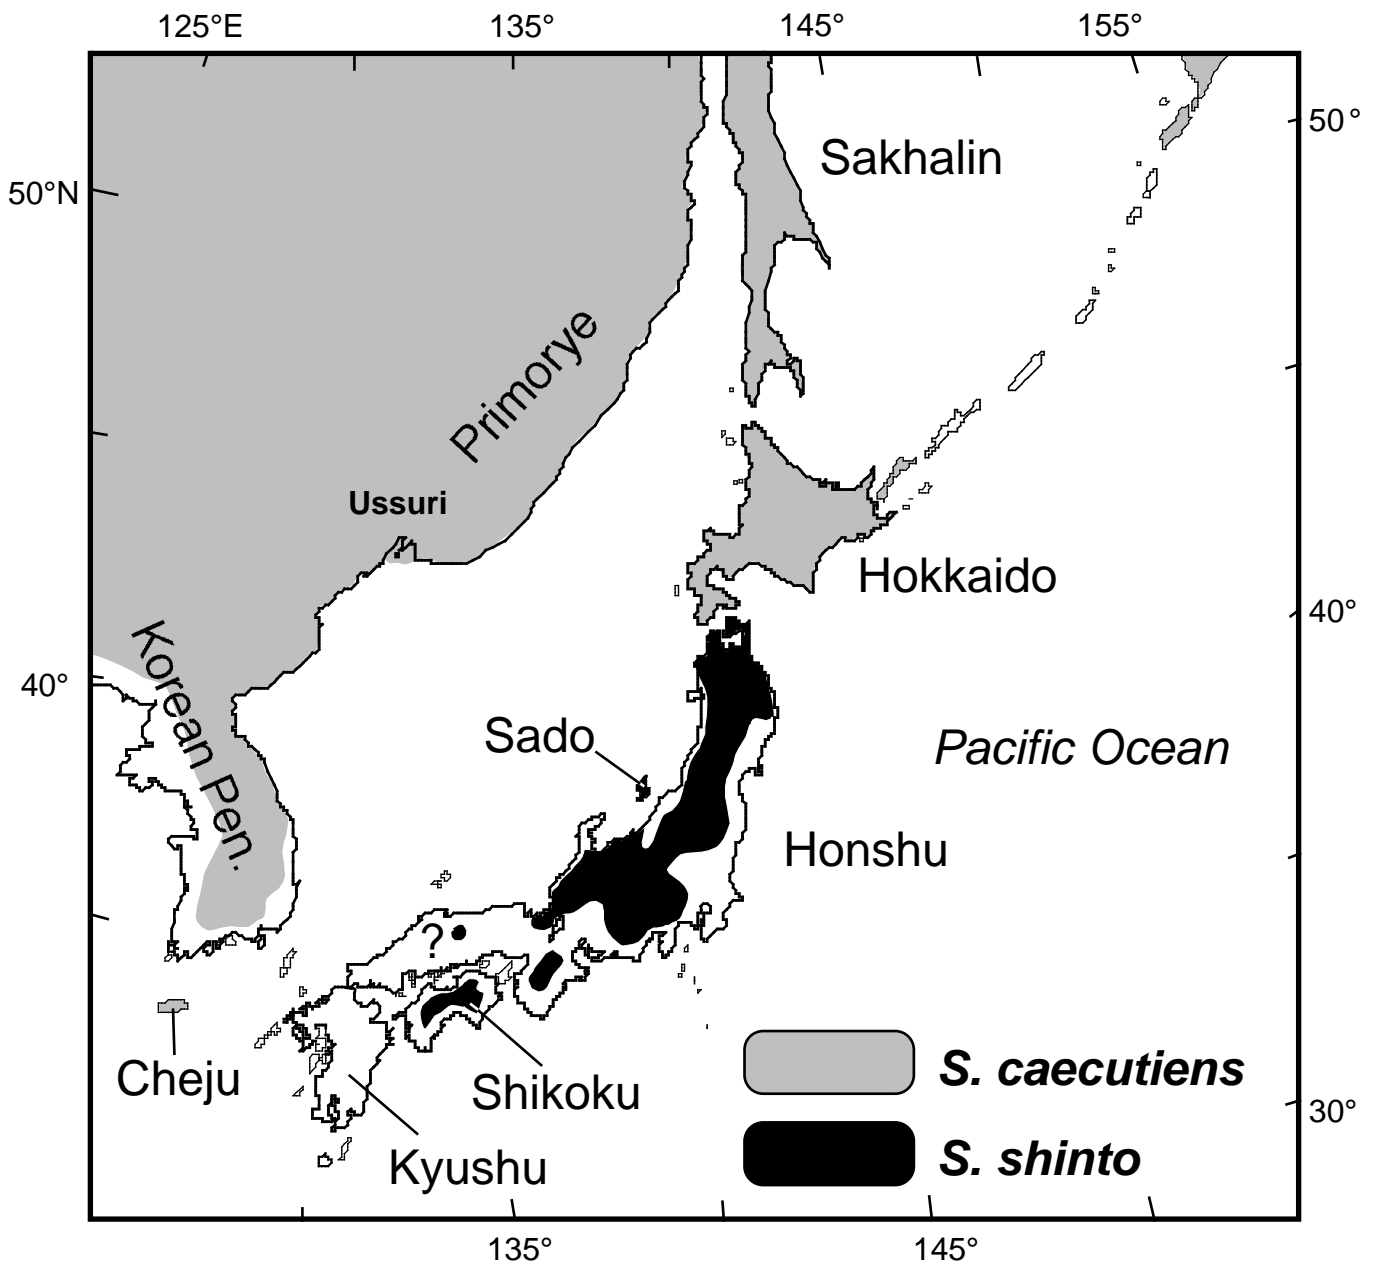 125°E 135° 145° 155°
50°
Sakhalin
50°N
Primorye
Ussuri
Hokkaido
40°
Korean Pen.
40°
Sado
Pacific Ocean
Honshu
?
Cheju
Shikoku
S. caecutiens
30°
Kyushu
S. shinto
135° 145°